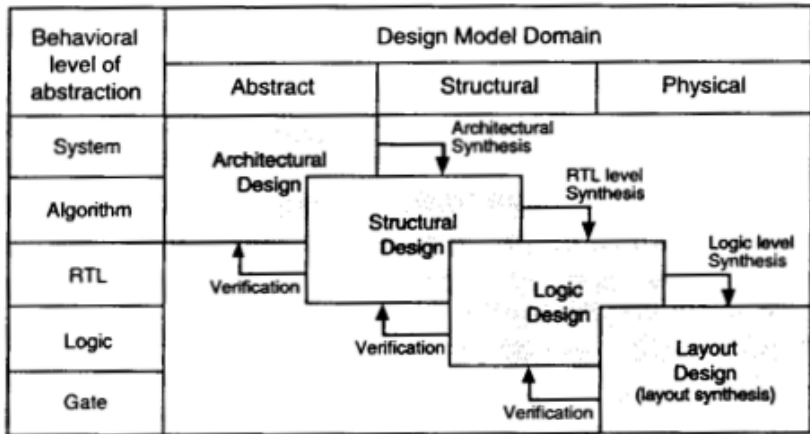 Behavioral
level of
abstraction
Design Model Domain
Abstract
Structural
Physical
System
Algorithm
RTL
Logic
Gate
Architectural
Design
Architectural
Synthesis
Structural
Design
RTL level
Synthesis
Verification
Logic
Design
Logic level
Synthesis
Verification
Layout
Design
(layout synthesis)
Verification